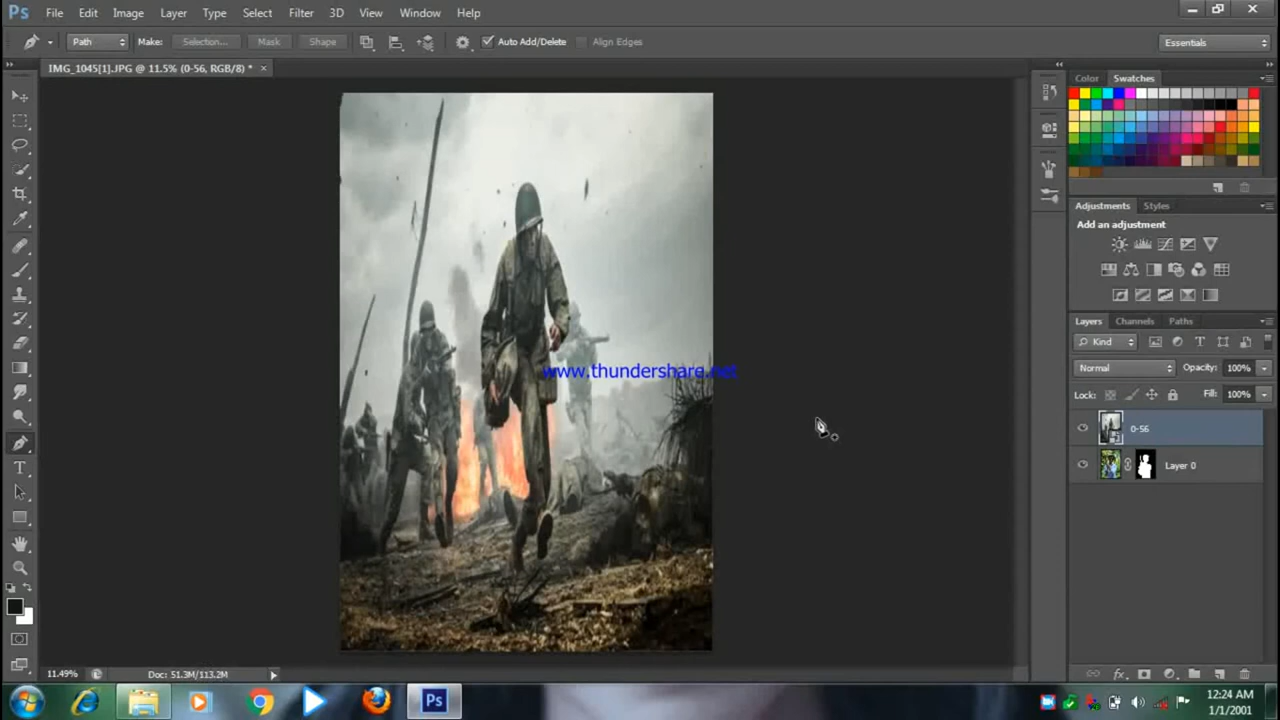 Ps File Edit Image Layer Type Select Filter 3D View Window Help
Path Make: Selection... Mask Shape Auto Add/Delete Align Edges Essentials
IMG_1045[1].JPG @ 11.5% (0-56, RGB/8) * ×
Color Swatches
Adjustments Styles
Add an adjustment
Layers Channels Paths
Kind
Normal Opacity: 100%
Lock: Fill: 100%
0-56
Layer 0
www.thundershare.net
11.49% Doc: 51.3M/113.2M
Ps
12:24 AM
1/1/2001